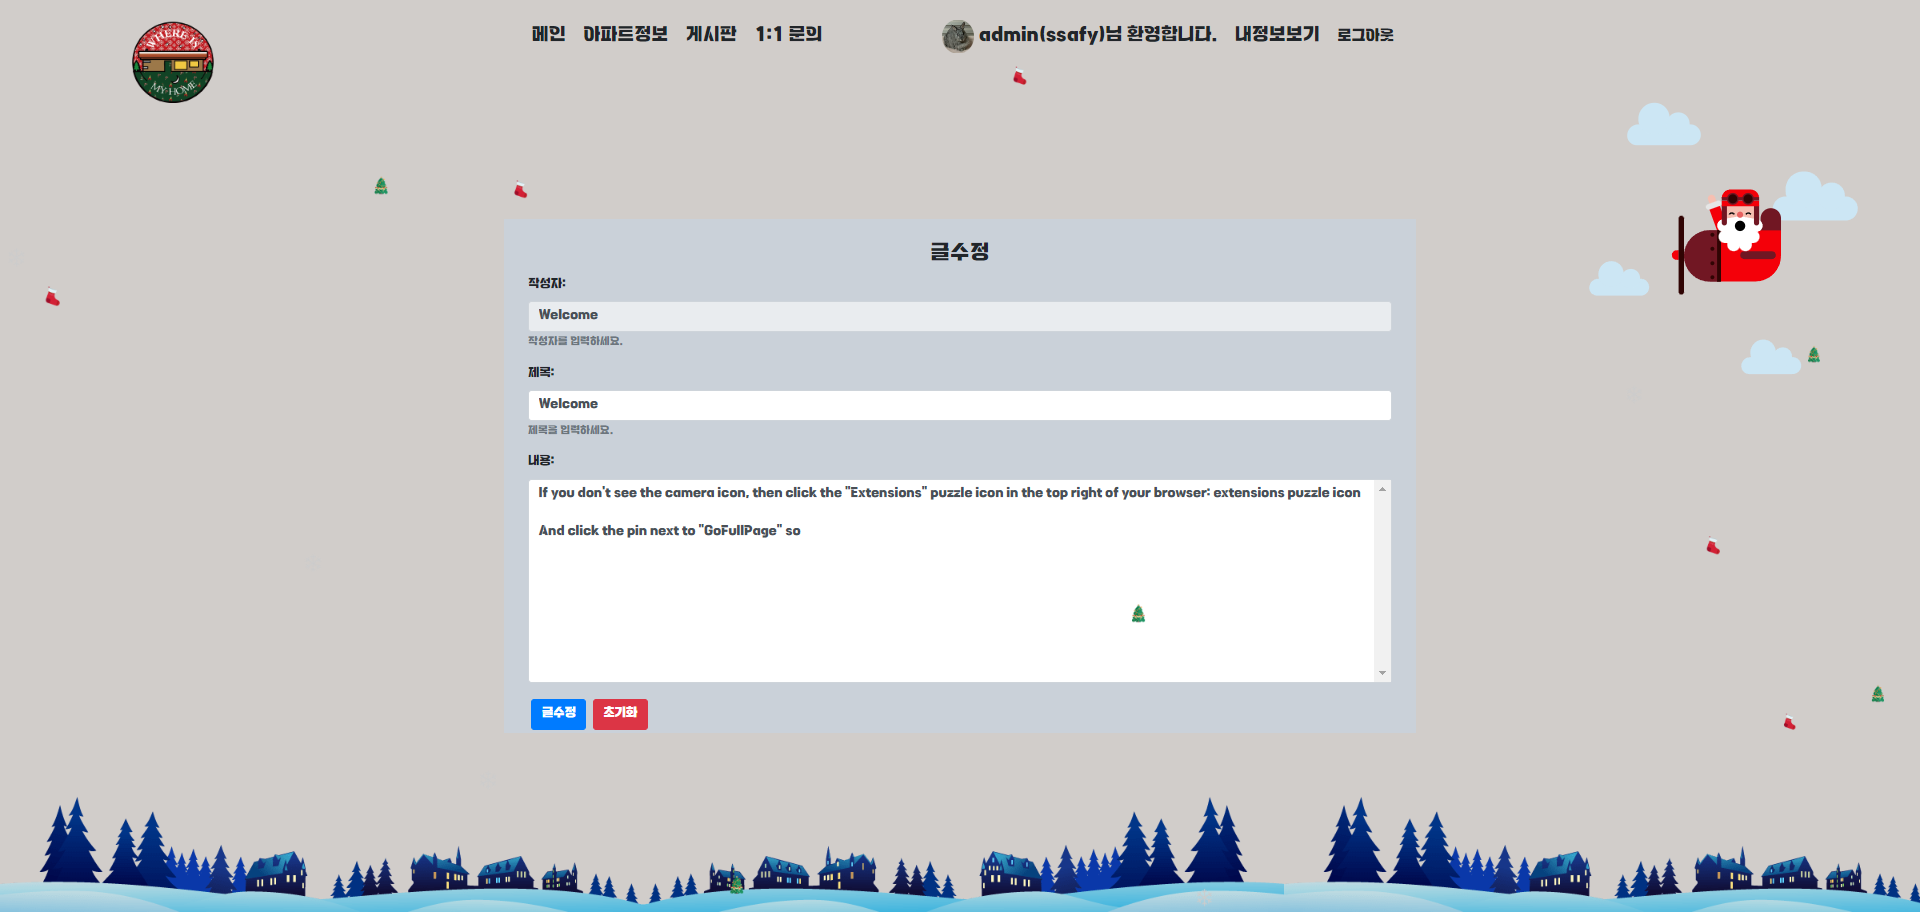 WHERE IS
MY HOME
메인 아파트정보 게시판 1:1 문의
admin(ssafy)님 환영합니다. 내정보보기 로그아웃
글수정
작성자:
Welcome
작성자를 입력하세요.
제목:
Welcome
제목을 입력하세요.
내용:
If you don't see the camera icon, then click the "Extensions" puzzle icon in the top right of your browser: extensions puzzle icon
And click the pin next to "GoFullPage" so
글수정 초기화